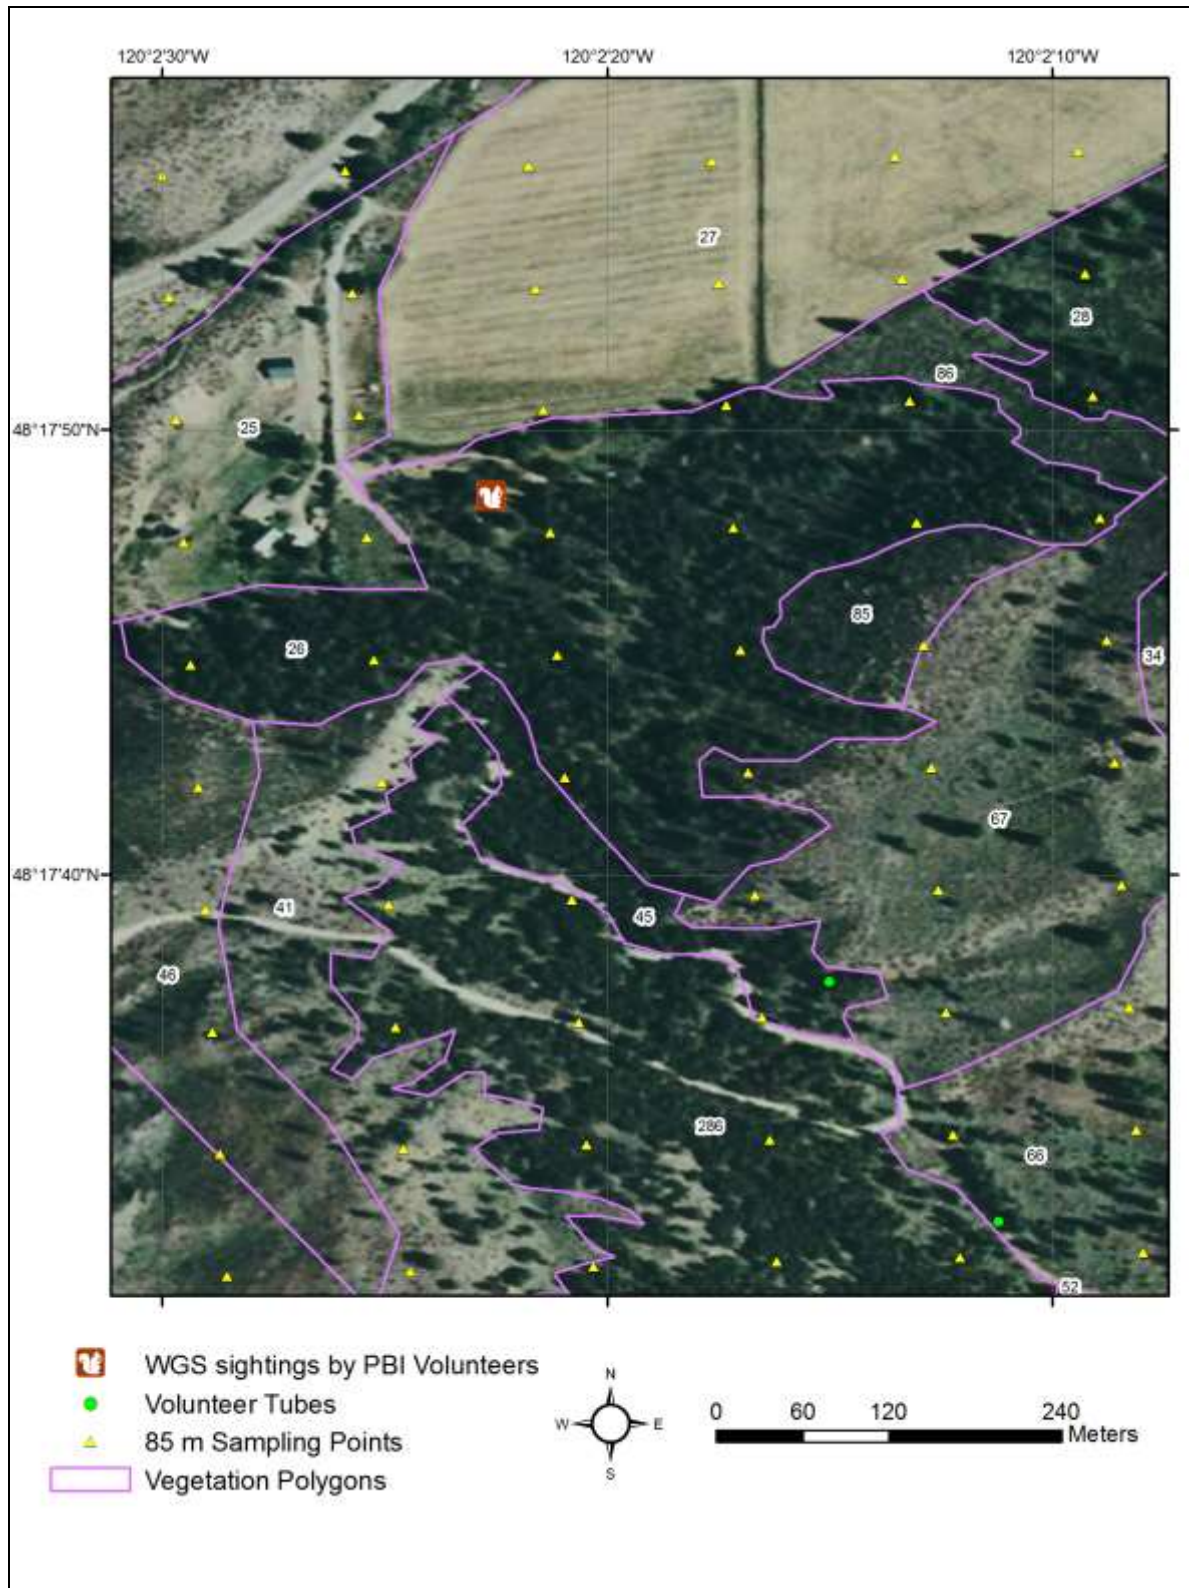 120°2'30"W 120°2'20"W 120°2'10"W
27
28
86
48°17'50"N
25
85
26
34
67
48°17'40"N
41
45
46
286
66
52
WGS sightings by PBI Volunteers
Volunteer Tubes
85 m Sampling Points
Vegetation Polygons
N
W E
S
0 60 120 240
Meters